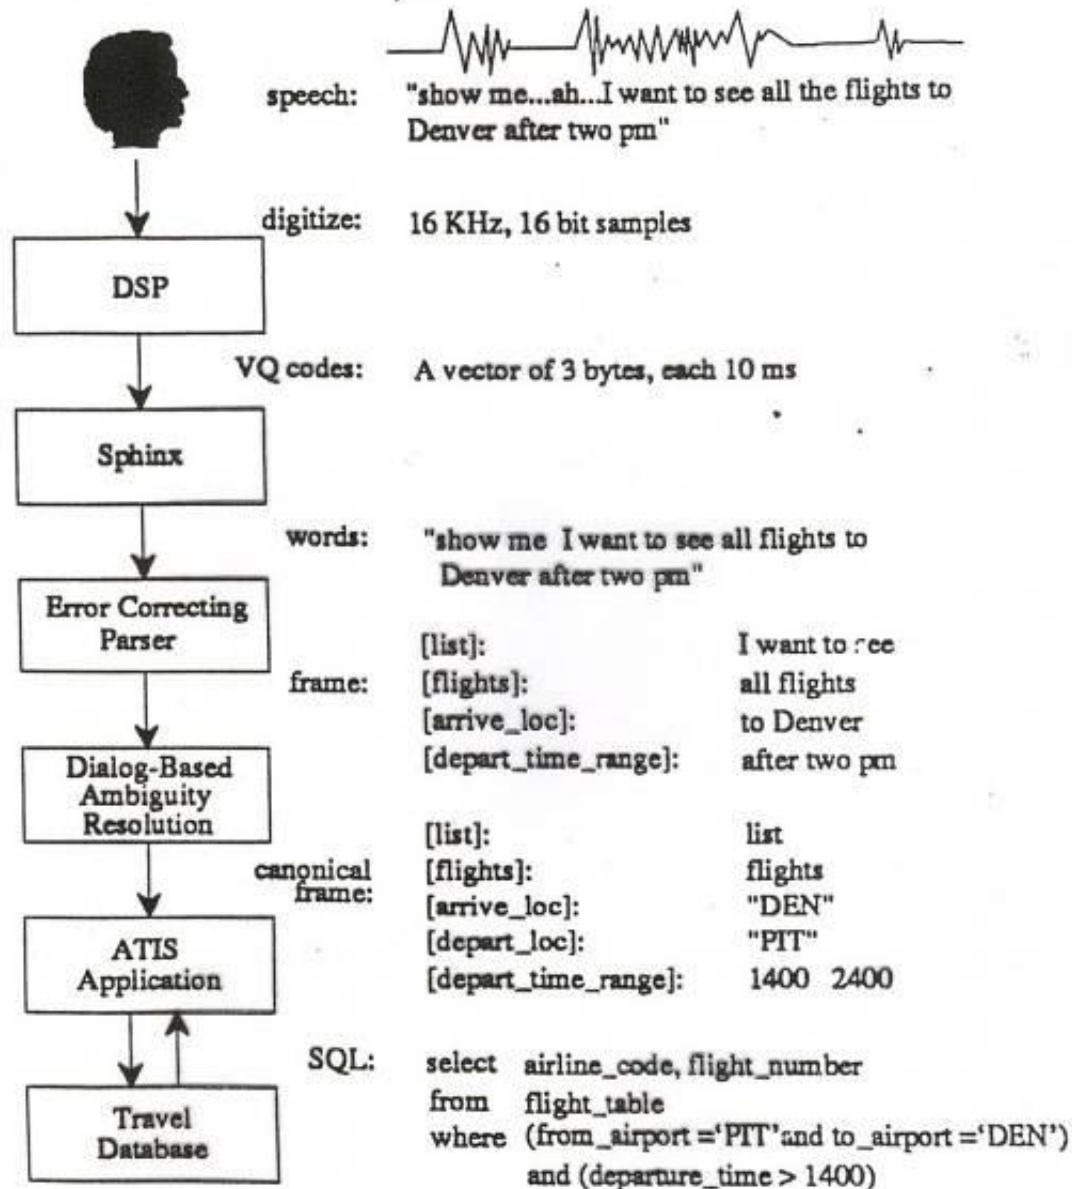 speech: "show me...ah...I want to see all the flights to
Denver after two pm"
digitize: 16 KHz, 16 bit samples
DSP
VQ codes: A vector of 3 bytes, each 10 ms
Sphinx
words: "show me I want to see all flights to
Denver after two pm"
Error Correcting
Parser
[list]: I want to see
frame: [flights]: all flights
[arrive_loc]: to Denver
[depart_time_range]: after two pm
Dialog-Based
Ambiguity
Resolution
[list]: list
canonical
frame:
[flights]: flights
[arrive_loc]: "DEN"
[depart_loc]: "PIT"
[depart_time_range]: 1400 2400
ATIS
Application
SQL: select airline_code, flight_number
from flight_table
where (from_airport ='PIT'and to_airport ='DEN')
and (departure_time > 1400)
Travel
Database